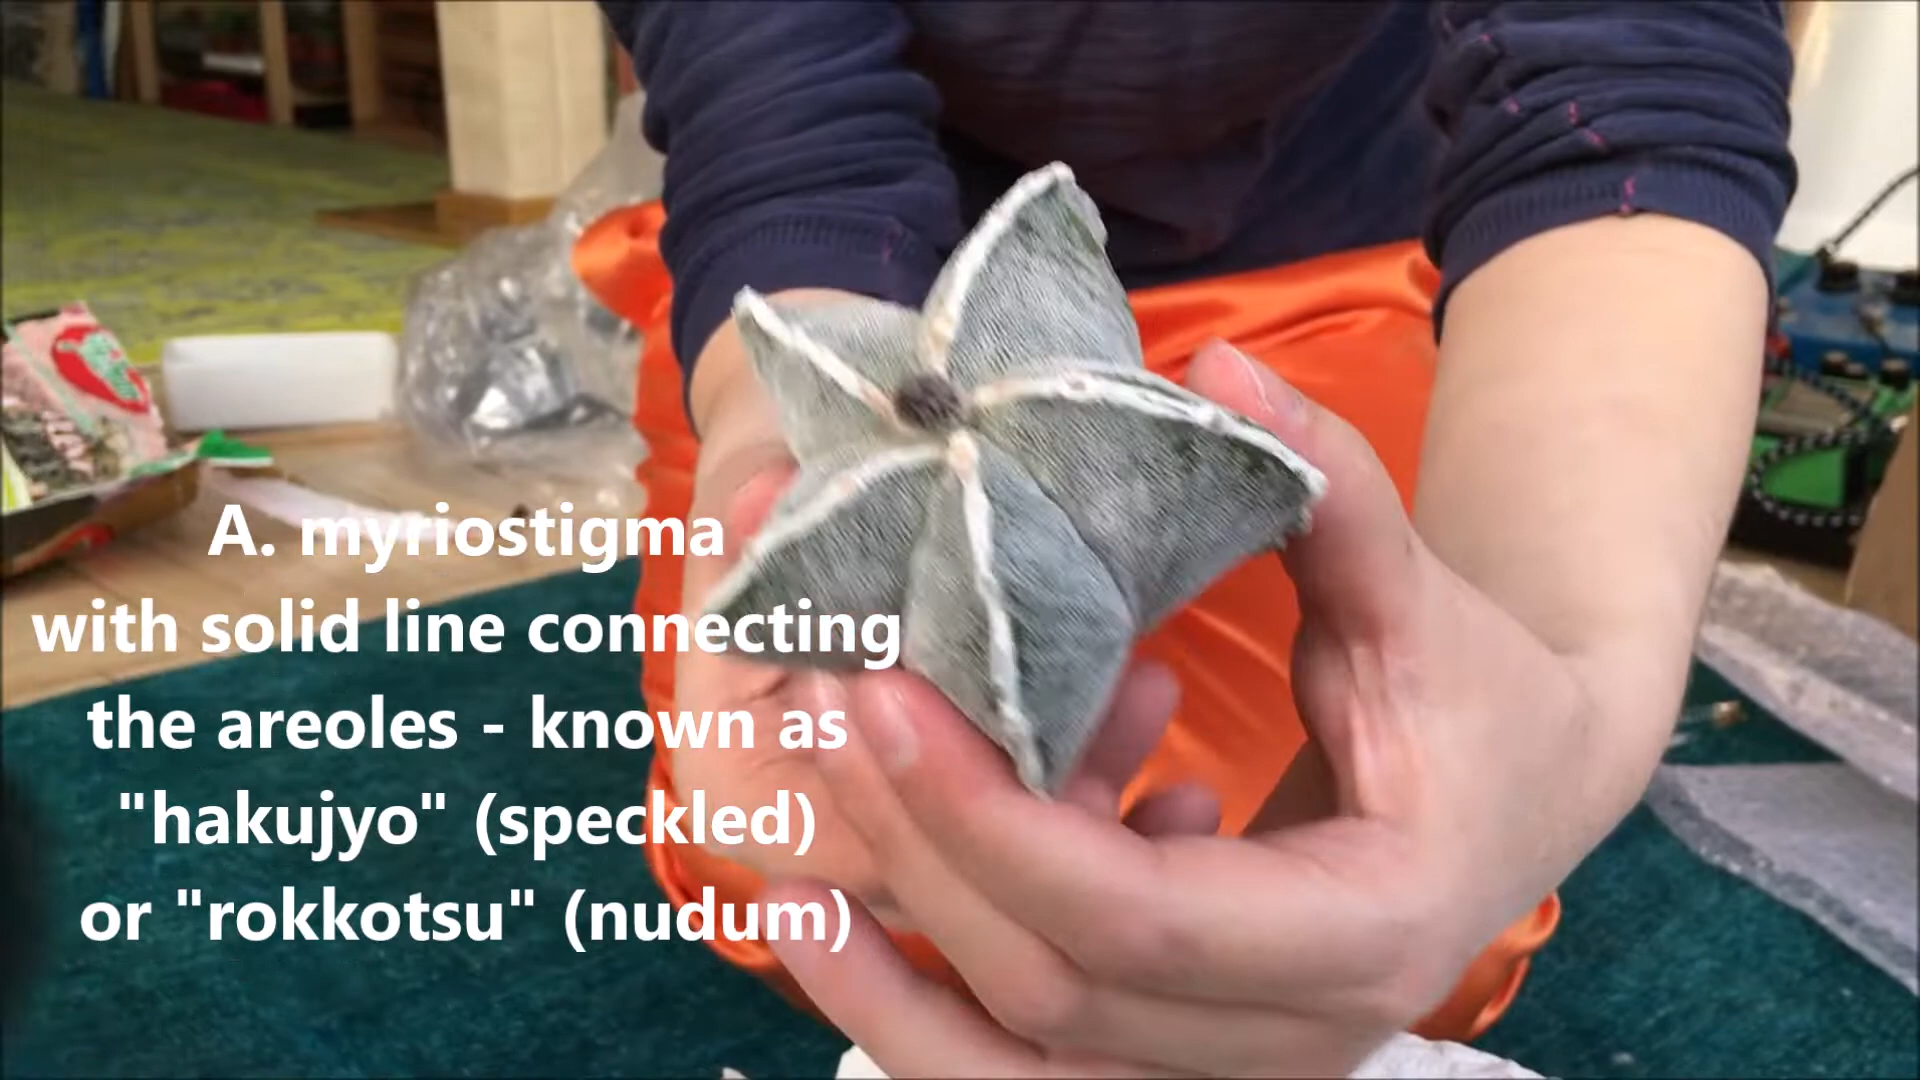 A. myriostigma
with solid line connecting
the areoles - known as
"hakujyo" (speckled)
or "rokkotsu" (nudum)